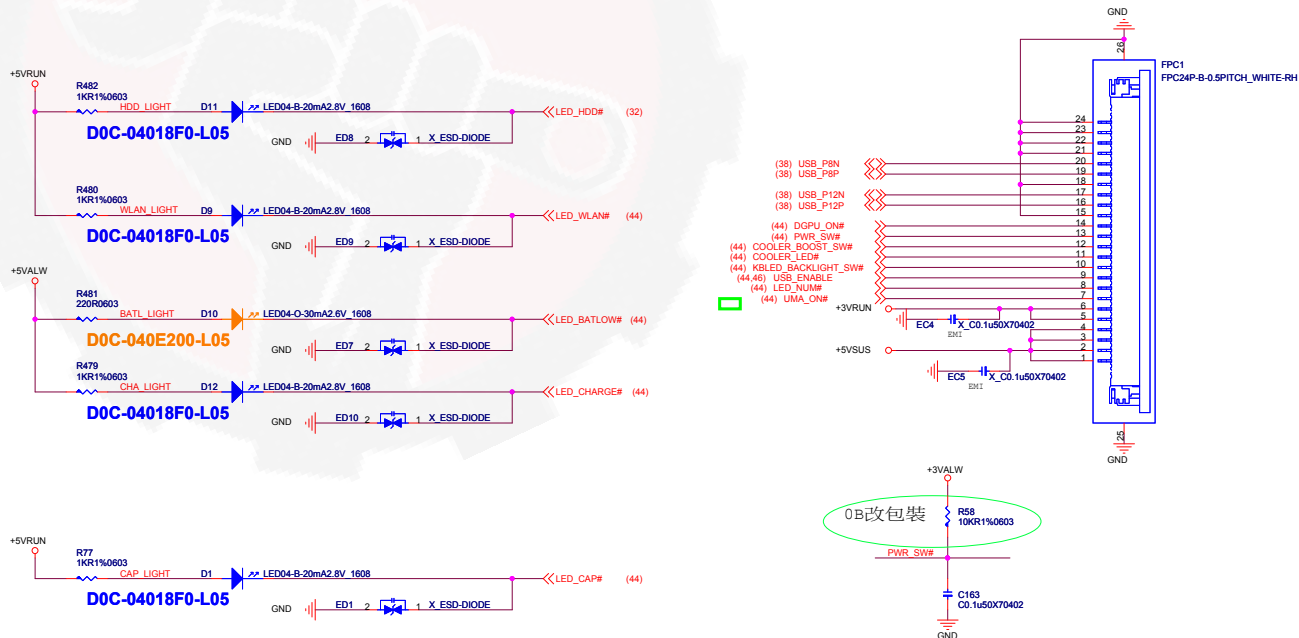 +5VRUN
R482
1KR1%0603
HDD_LIGHT
D11
LED04-B-20mA2.8V_1608
LED_HDD# (32)
D0C-04018F0-L05
GND
ED8 2 1 X_ESD-DIODE
R480
1KR1%0603
WLAN_LIGHT
D9
LED04-B-20mA2.8V_1608
LED_WLAN# (44)
D0C-04018F0-L05
GND
ED9 2 1 X_ESD-DIODE
+5VALW
R481
220R0603
BATL_LIGHT
D10
LED04-O-30mA2.6V_1608
LED_BATLOW# (44)
D0C-040E200-L05
GND
ED7 2 1 X_ESD-DIODE
R479
1KR1%0603
CHA_LIGHT
D12
LED04-B-20mA2.8V_1608
LED_CHARGE# (44)
D0C-04018F0-L05
GND
ED10 2 1 X_ESD-DIODE
+5VRUN
R77
1KR1%0603
CAP_LIGHT
D1
LED04-B-20mA2.8V_1608
LED_CAP# (44)
D0C-04018F0-L05
GND
ED1 2 1 X_ESD-DIODE
GND
26
FPC1
FPC24P-B-0.5PITCH_WHITE-RH
24
23
22
21
(38) USB_P8N 20
(38) USB_P8P 19
18
(38) USB_P12N 17
(38) USB_P12P 16
15
(44) DGPU_ON# 14
(44) PWR_SW# 13
(44) COOLER_BOOST_SW# 12
(44) COOLER_LED# 11
(44) KBLED_BACKLIGHT_SW# 10
(44,46) USB_ENABLE 9
(44) LED_NUM# 8
(44) UMA_ON# 7
+3VRUN 6
5
EC4 X_C0.1u50X70402
EMI
4
3
+5VSUS 2
1
EC5 X_C0.1u50X70402
EMI
25
GND
+3VALW
0B改包裝
R58
10KR1%0603
PWR_SW#
C163
C0.1u50X70402
GND